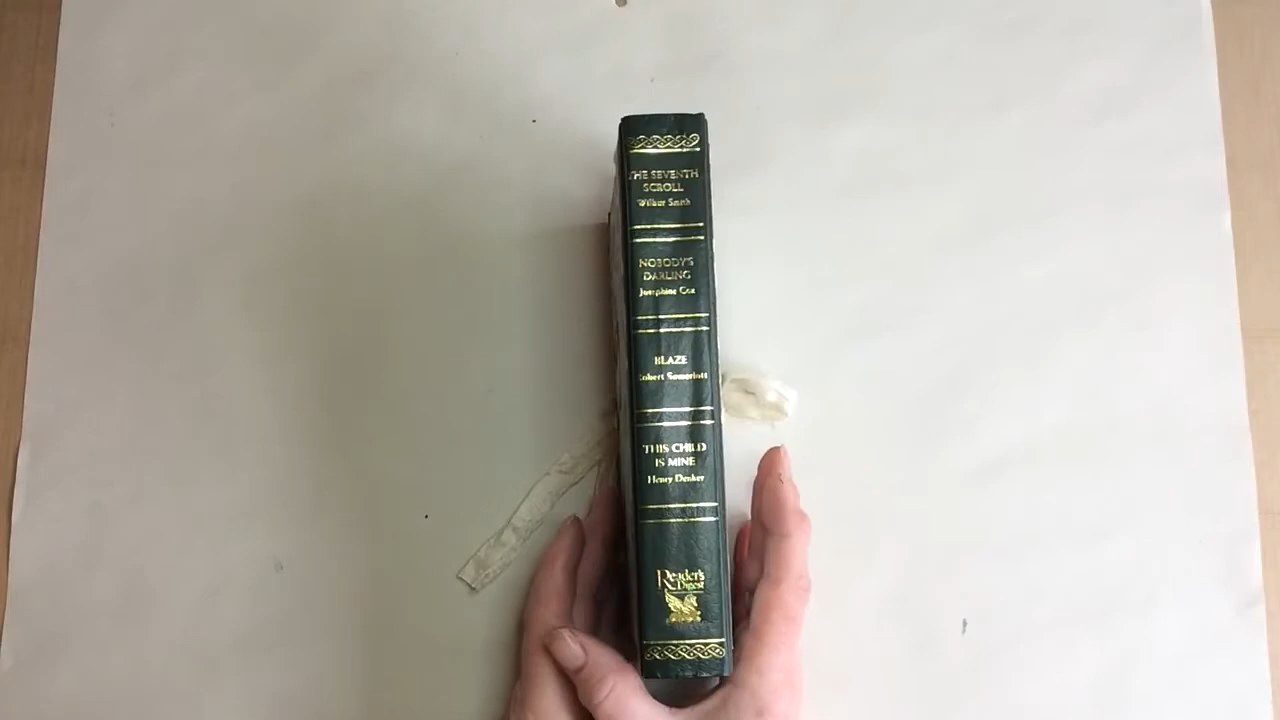 THE SEVENTH
SCROLL
Wilbur Smith
NOBODY'S
DARLING
Josephine Cox
BLAZE
Robert Somerlott
THIS CHILD
IS MINE
Henry Denker
Reader's
Digest